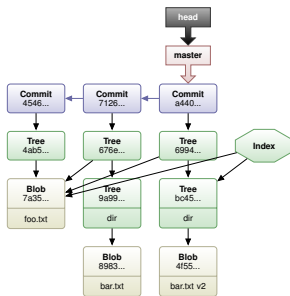 head
master
Commit Commit Commit
4546... 7126... a440...
Tree Tree Tree
4ab5... 676e... 6994...
Index
Blob Tree Tree
7a35... 9a99... bc45...
foo.txt dir dir
Blob Blob
8983... 4f55...
bar.txt bar.txt v2